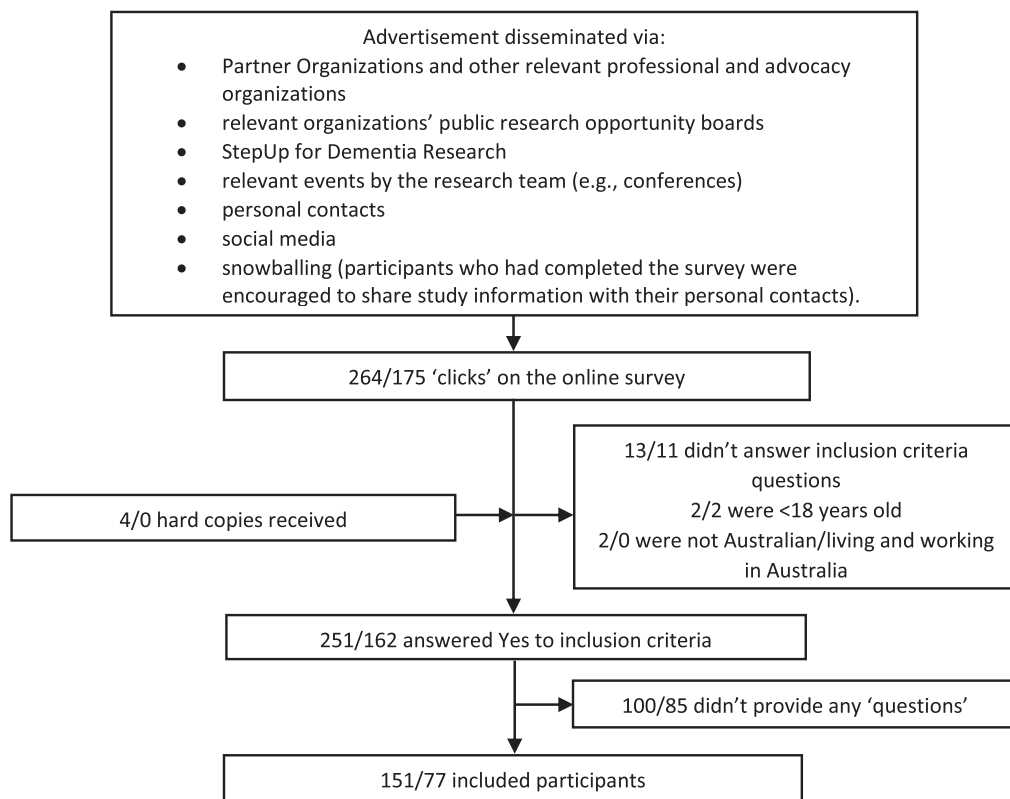 Advertisement disseminated via:
• Partner Organizations and other relevant professional and advocacy
organizations
• relevant organizations’ public research opportunity boards
• StepUp for Dementia Research
• relevant events by the research team (e.g., conferences)
• personal contacts
• social media
• snowballing (participants who had completed the survey were
encouraged to share study information with their personal contacts).
264/175 ‘clicks’ on the online survey
13/11 didn’t answer inclusion criteria
questions
2/2 were <18 years old
2/0 were not Australian/living and working
in Australia
4/0 hard copies received
251/162 answered Yes to inclusion criteria
100/85 didn’t provide any ‘questions’
151/77 included participants